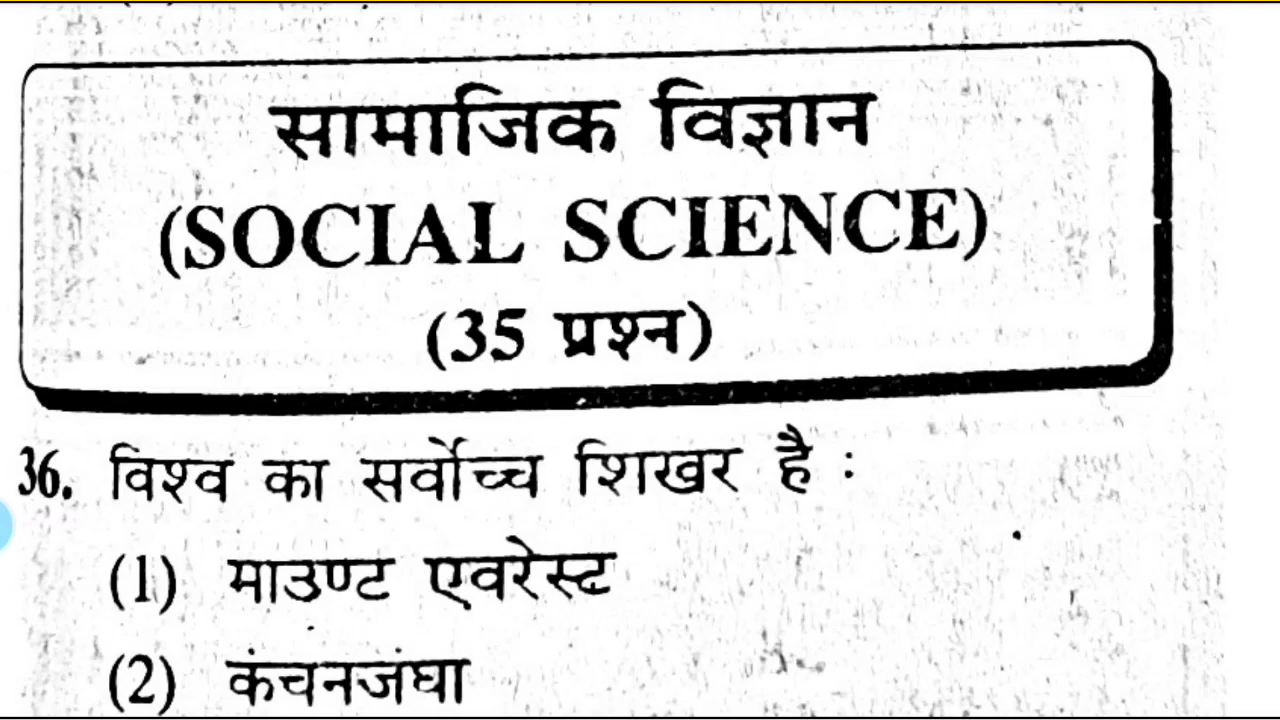 सामाजिक विज्ञान
(SOCIAL SCIENCE)
(35 प्रश्न)
36. विश्व का सर्वोच्च शिखर है :
(1) माउण्ट एवरेस्ट
(2) कंचनजंघा